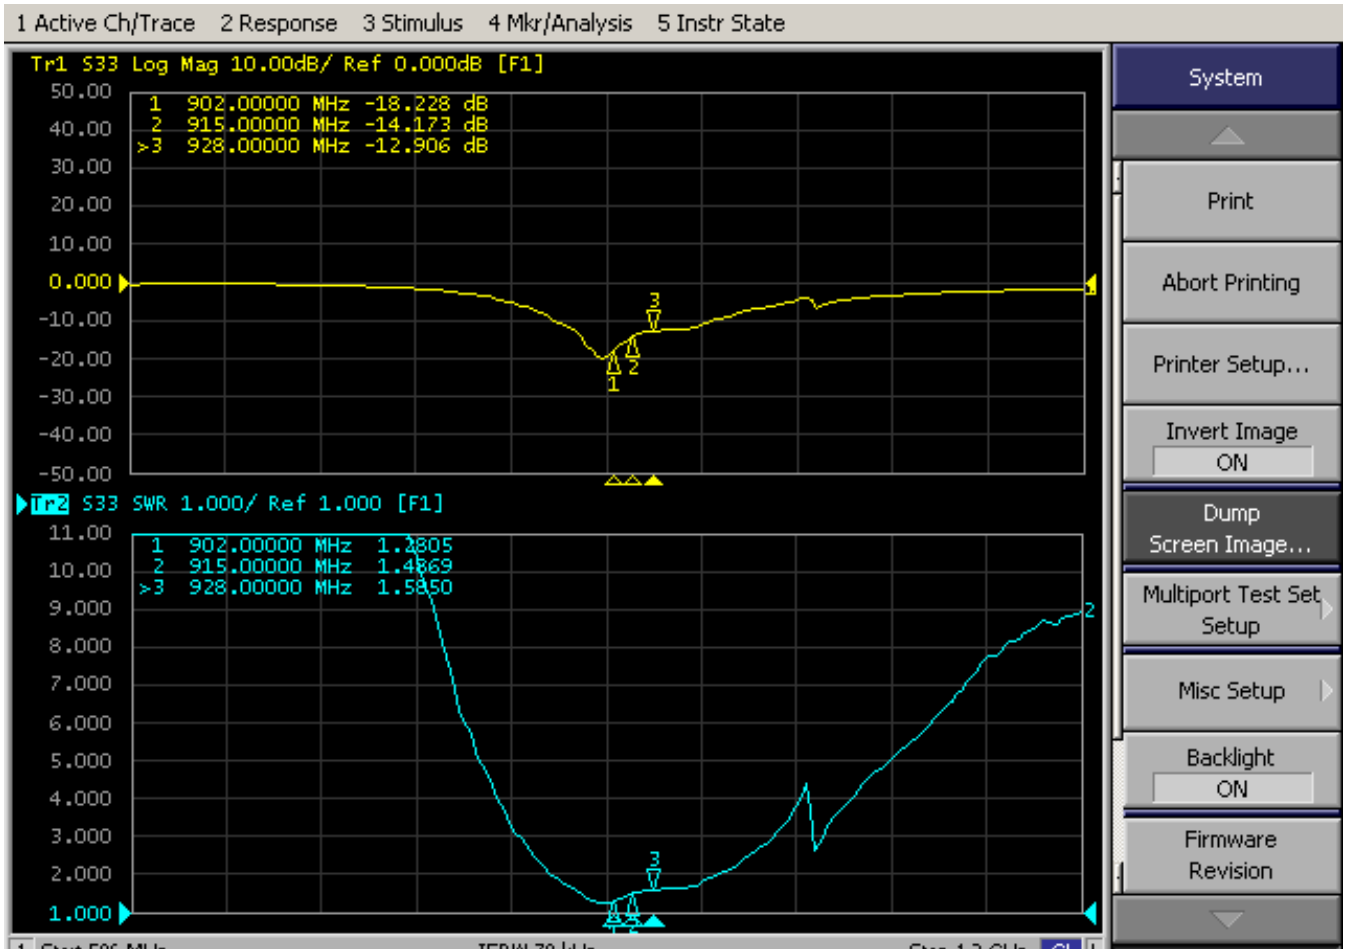 1 Active Ch/Trace 2 Response 3 Stimulus 4 Mkr/Analysis 5 Instr State
Tr1 S33 Log Mag 10.00dB/ Ref 0.000dB [F1]
50.00
1 902.00000 MHz -18.228 dB
2 915.00000 MHz -14.173 dB
>3 928.00000 MHz -12.906 dB
40.00
30.00
20.00
10.00
0.000
-10.00
-20.00
-30.00
-40.00
-50.00
3
2
1
1
Tr2 S33 SWR 1.000/ Ref 1.000 [F1]
11.00
1 902.00000 MHz 1.2805
2 915.00000 MHz 1.4869
>3 928.00000 MHz 1.5850
10.00
9.000
8.000
7.000
6.000
5.000
4.000
3.000
2.000
1.000
2
3
System
Print
Abort Printing
Printer Setup...
Invert Image
ON
Dump
Screen Image...
Multiport Test Set
Setup
Misc Setup
Backlight
ON
Firmware
Revision